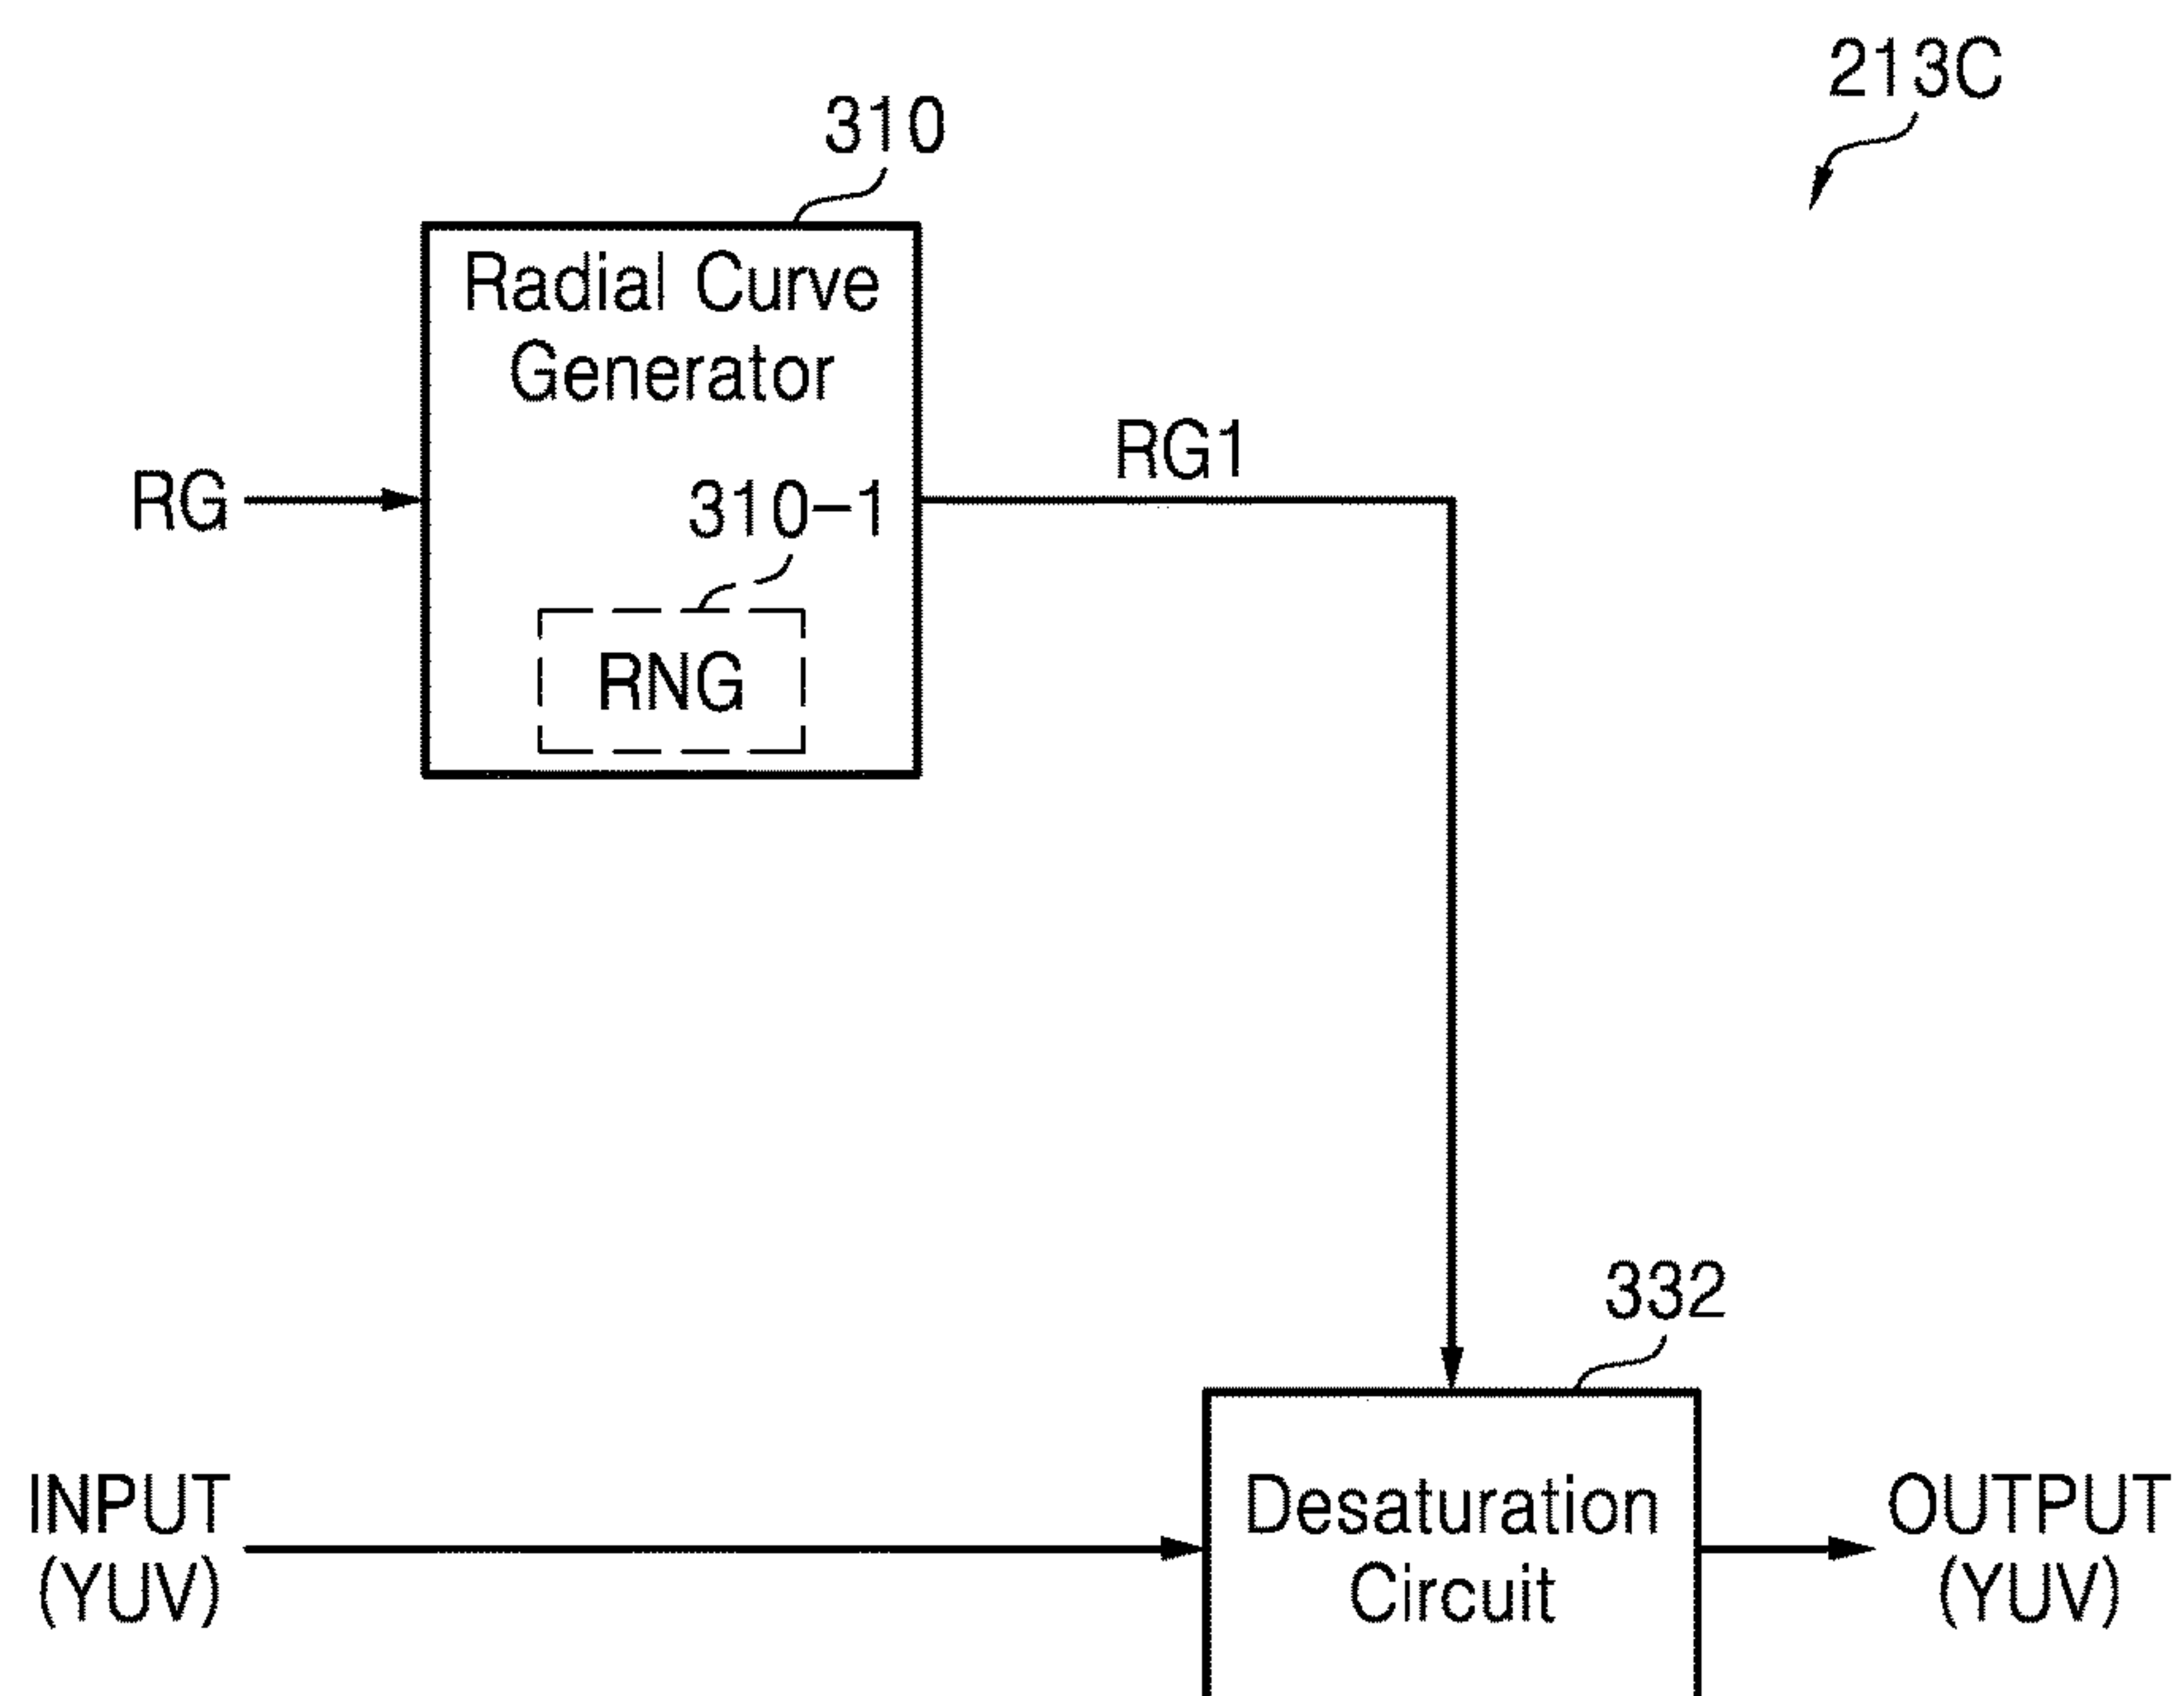 213C
310
Radial Curve
Generator
RG
RG1
310-1
RNG
332
INPUT
(YUV)
Desaturation
Circuit
OUTPUT
(YUV)